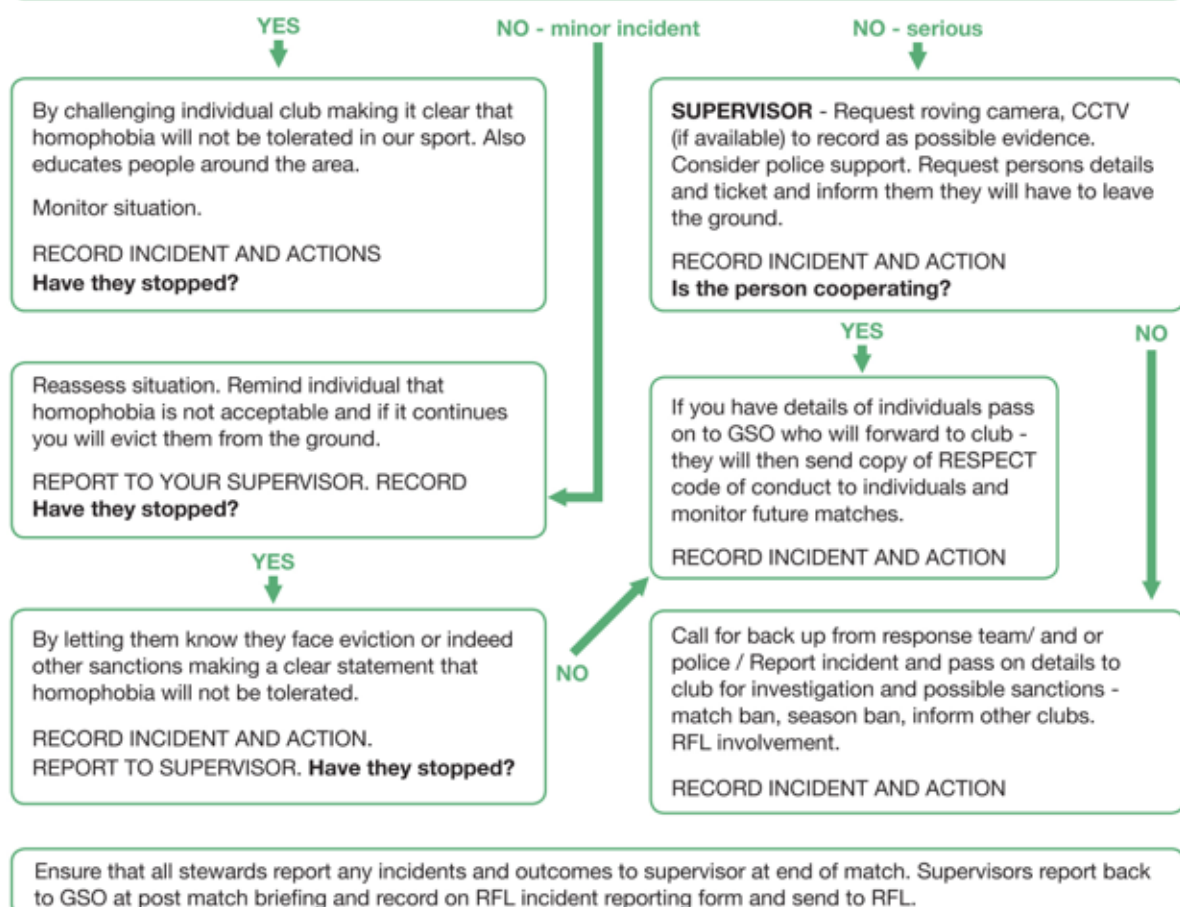 YES
NO - minor incident
NO - serious
By challenging individual club making it clear that
homophobia will not be tolerated in our sport. Also
educates people around the area.
Monitor situation.
RECORD INCIDENT AND ACTIONS
Have they stopped?
SUPERVISOR - Request roving camera, CCTV
(if available) to record as possible evidence.
Consider police support. Request persons details
and ticket and inform them they will have to leave
the ground.
RECORD INCIDENT AND ACTION
Is the person cooperating?
YES
NO
Reassess situation. Remind individual that
homophobia is not acceptable and if it continues
you will evict them from the ground.
REPORT TO YOUR SUPERVISOR. RECORD
Have they stopped?
If you have details of individuals pass
on to GSO who will forward to club -
they will then send copy of RESPECT
code of conduct to individuals and
monitor future matches.
RECORD INCIDENT AND ACTION
YES
By letting them know they face eviction or indeed
other sanctions making a clear statement that
homophobia will not be tolerated.
RECORD INCIDENT AND ACTION.
REPORT TO SUPERVISOR. Have they stopped?
NO
Call for back up from response team/ and or
police / Report incident and pass on details to
club for investigation and possible sanctions -
match ban, season ban, inform other clubs.
RFL involvement.
RECORD INCIDENT AND ACTION
Ensure that all stewards report any incidents and outcomes to supervisor at end of match. Supervisors report back
to GSO at post match briefing and record on RFL incident reporting form and send to RFL.